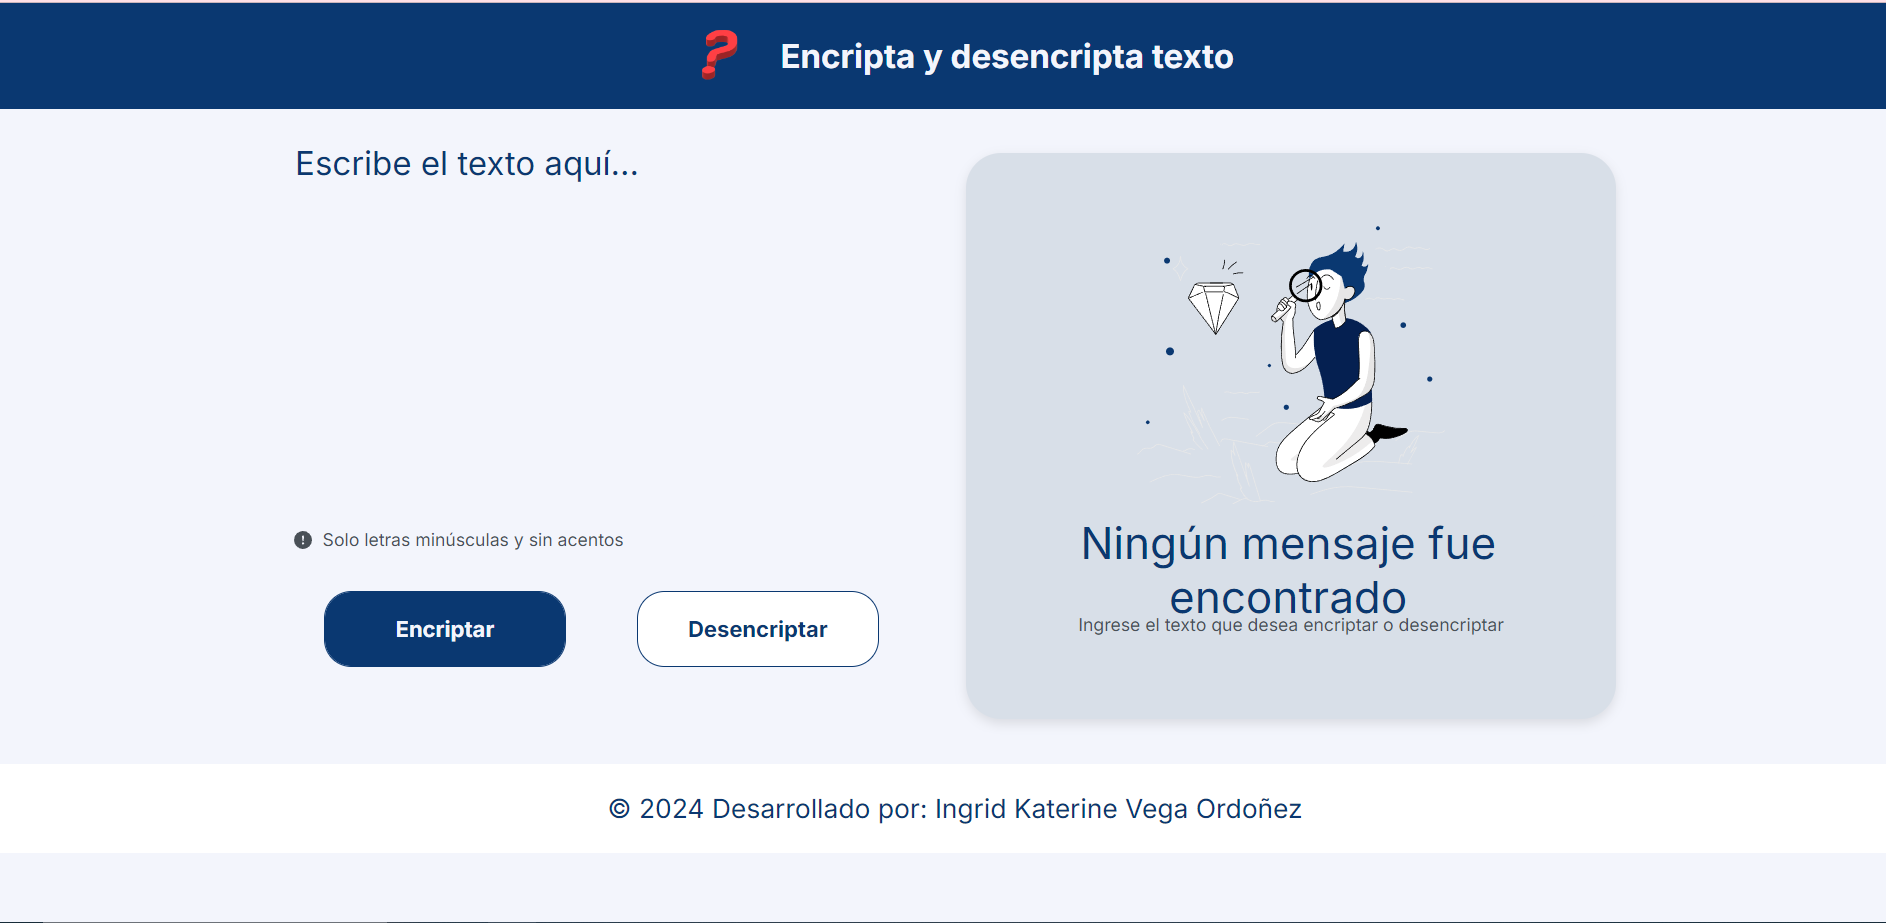 Encripta y desencripta texto
Escribe el texto aquí...
Solo letras minúsculas y sin acentos
Encriptar
Desencriptar
Ningún mensaje fue
encontrado
Ingrese el texto que desea encriptar o desencriptar
© 2024 Desarrollado por: Ingrid Katerine Vega Ordoñez